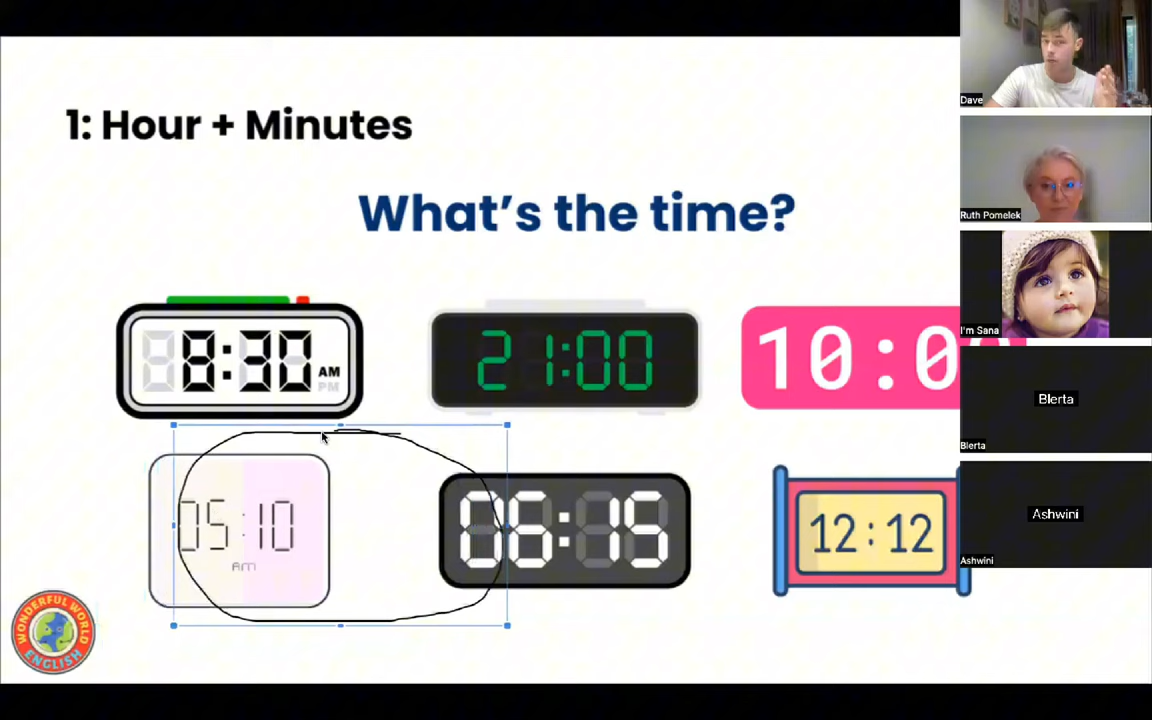 1: Hour + Minutes
What's the time?
8:30 AM PM
21:00
10:0
05:10
AM
06:15
12:12
WONDERFUL WORLD
ENGLISH
Dave
Ruth Pomelek
I'm Sana
Blerta
Blerta
Ashwini
Ashwini